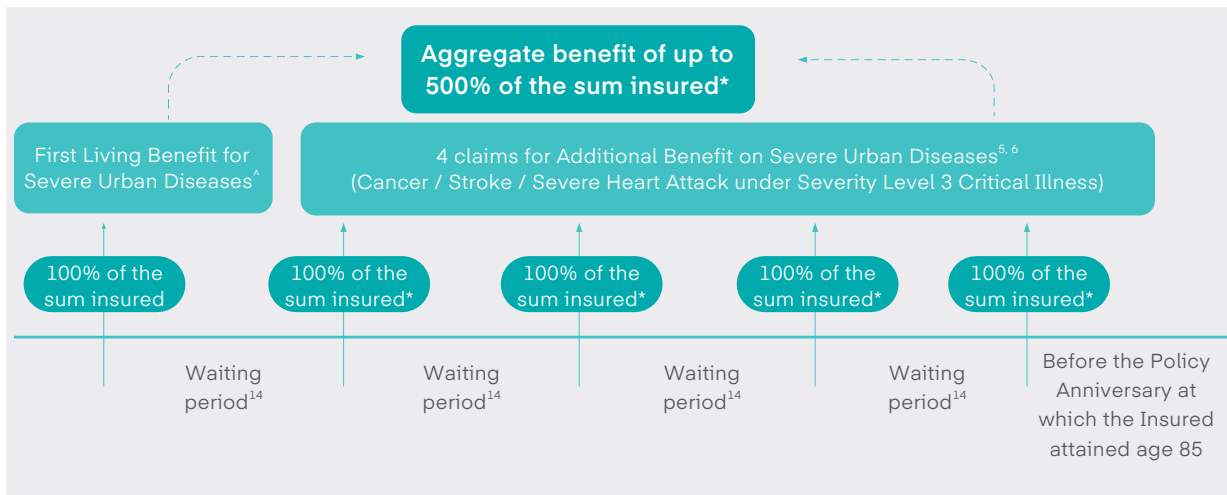 Aggregate benefit of up to
500% of the sum insured*
First Living Benefit for
Severe Urban Diseases^
4 claims for Additional Benefit on Severe Urban Diseases5, 6
(Cancer / Stroke / Severe Heart Attack under Severity Level 3 Critical Illness)
100% of the
sum insured
100% of the
sum insured*
100% of the
sum insured*
100% of the
sum insured*
100% of the
sum insured*
Waiting
period14
Waiting
period14
Waiting
period14
Waiting
period14
Before the Policy
Anniversary at
which the Insured
attained age 85